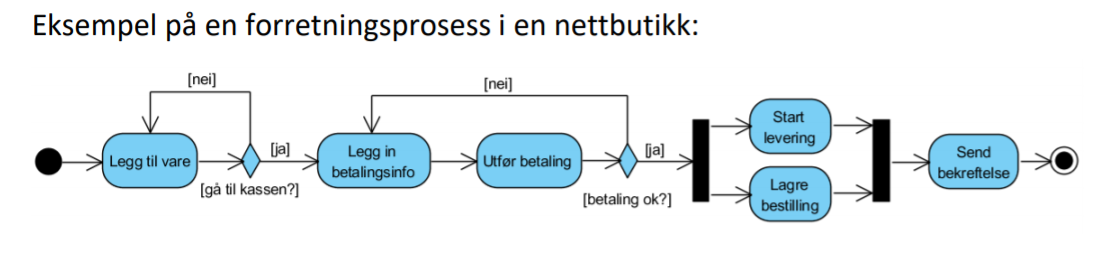 Eksempel på en forretningsprosess i en nettbutikk:
[nei]
[nei]
Legg til vare
[ja]
[gå til kassen?]
Legg in
betalingsinfo
Utfør betaling
[ja]
[betaling ok?]
Start
levering
Lagre
bestilling
Send
bekreftelse